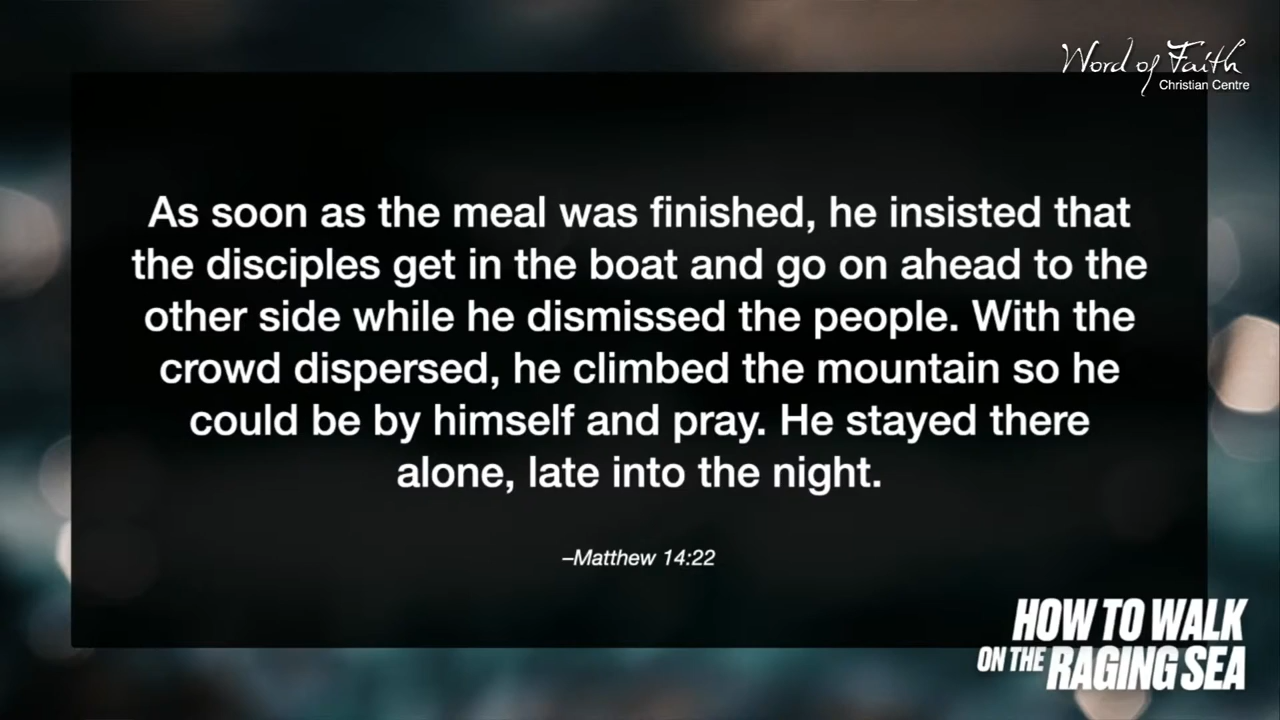 Word of Faith
Christian Centre
As soon as the meal was finished, he insisted that
the disciples get in the boat and go on ahead to the
other side while he dismissed the people. With the
crowd dispersed, he climbed the mountain so he
could be by himself and pray. He stayed there
alone, late into the night.
–Matthew 14:22
HOW TO WALK
ON THE RAGING SEA